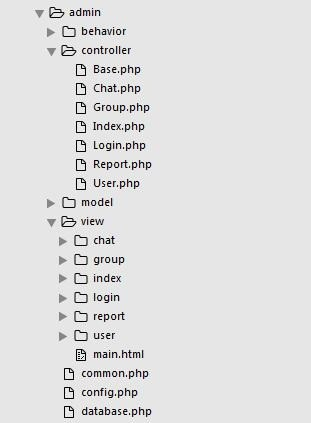 admin
behavior
controller
Base.php
Chat.php
Group.php
Index.php
Login.php
Report.php
User.php
model
view
chat
group
index
login
report
user
main.html
common.php
config.php
database.php